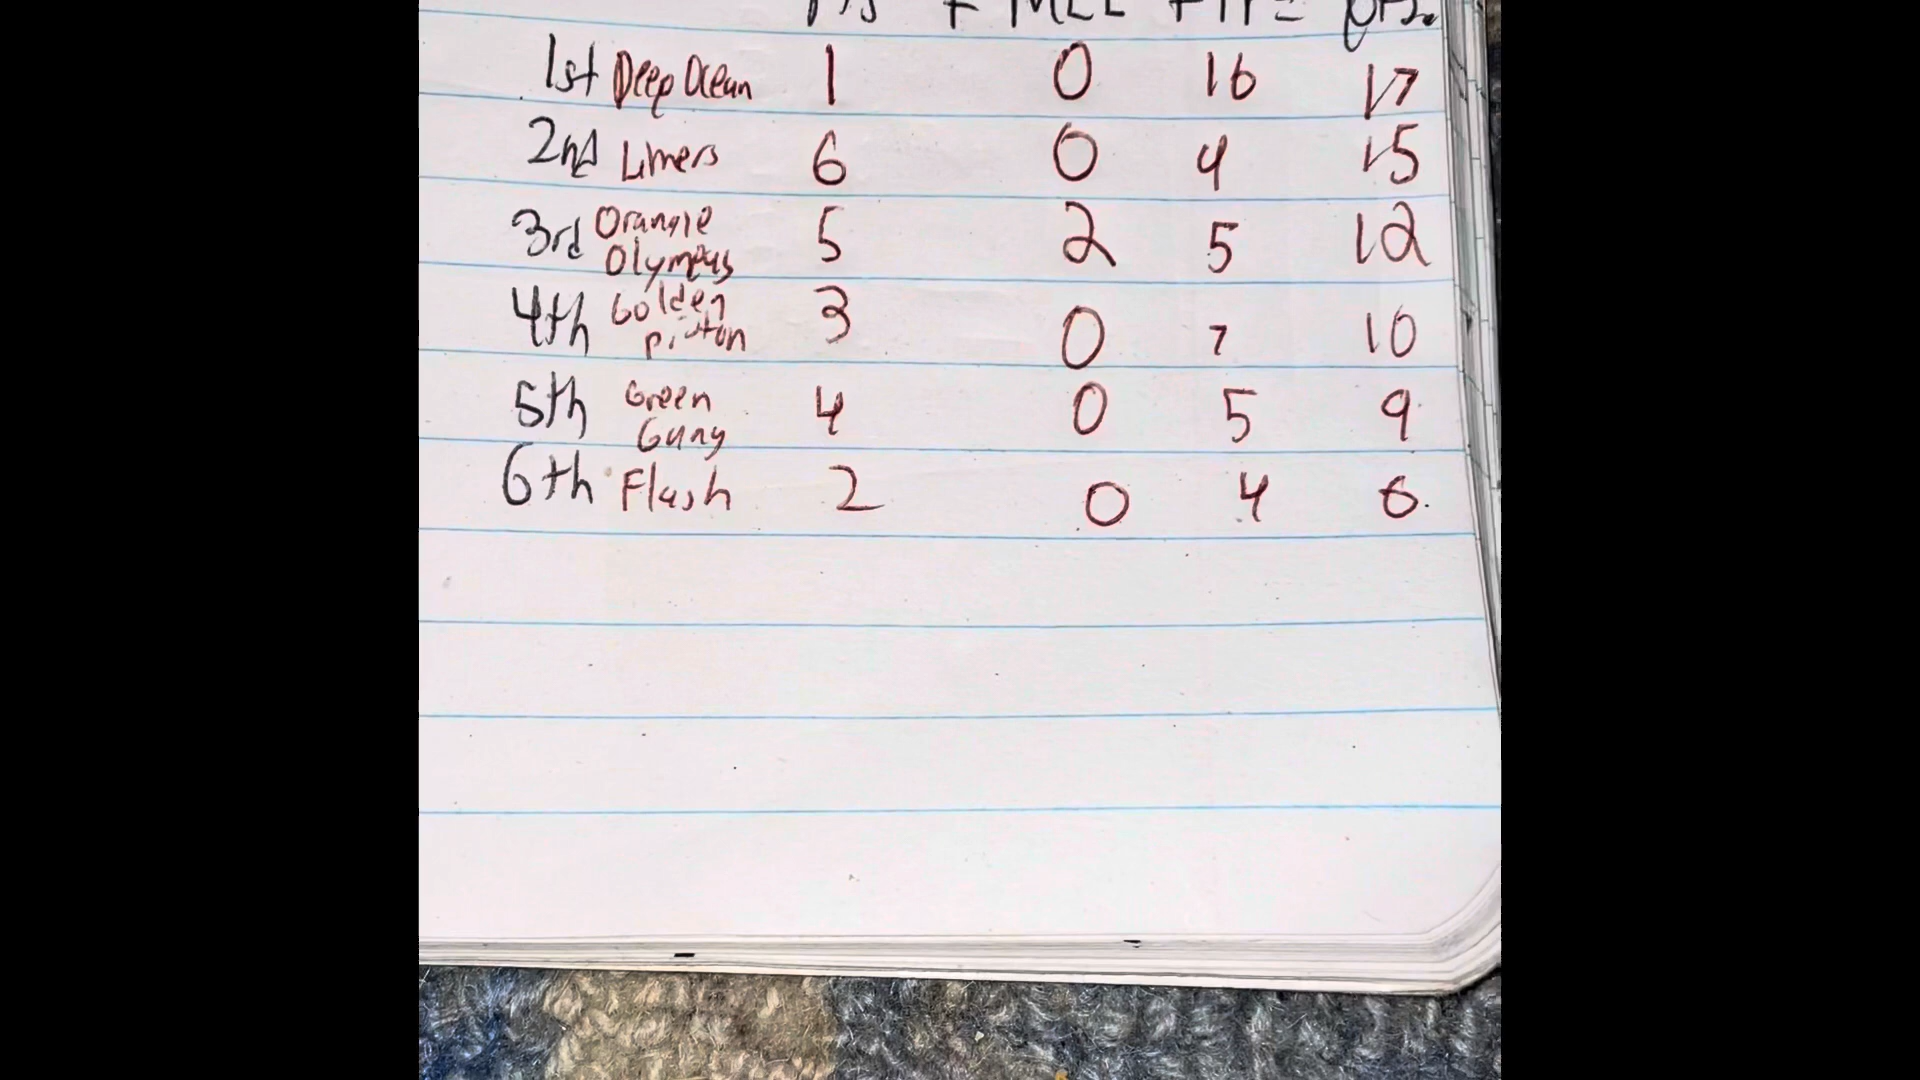 1st Deep Ocean 1 0 16 17
2nd Limers 6 0 4 15
3rd Orangle Olympeus 5 2 5 12
4th Golden piston 3 0 7 10
5th Green Gang 4 0 5 9
6th Flash 2 0 4 6.